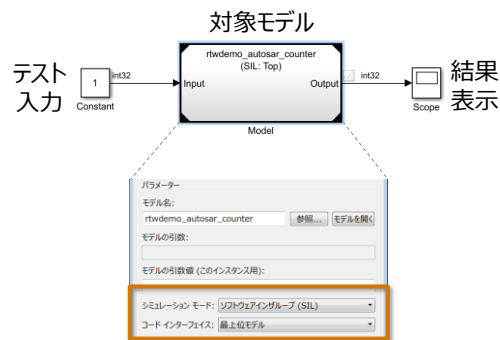 対象モデル
rtwdemo_autosar_counter
(SIL: Top)
テスト
入力
1
int32
Constant
Input
Output
int32
Scope
結果
表示
Model
パラメーター
モデル名:
rtwdemo_autosar_counter 参照... モデルを開く
モデルの引数:
モデルの引数値 (このインスタンス用):
シミュレーション モード: ソフトウェアインザループ (SIL)
コード インターフェイス: 最上位モデル